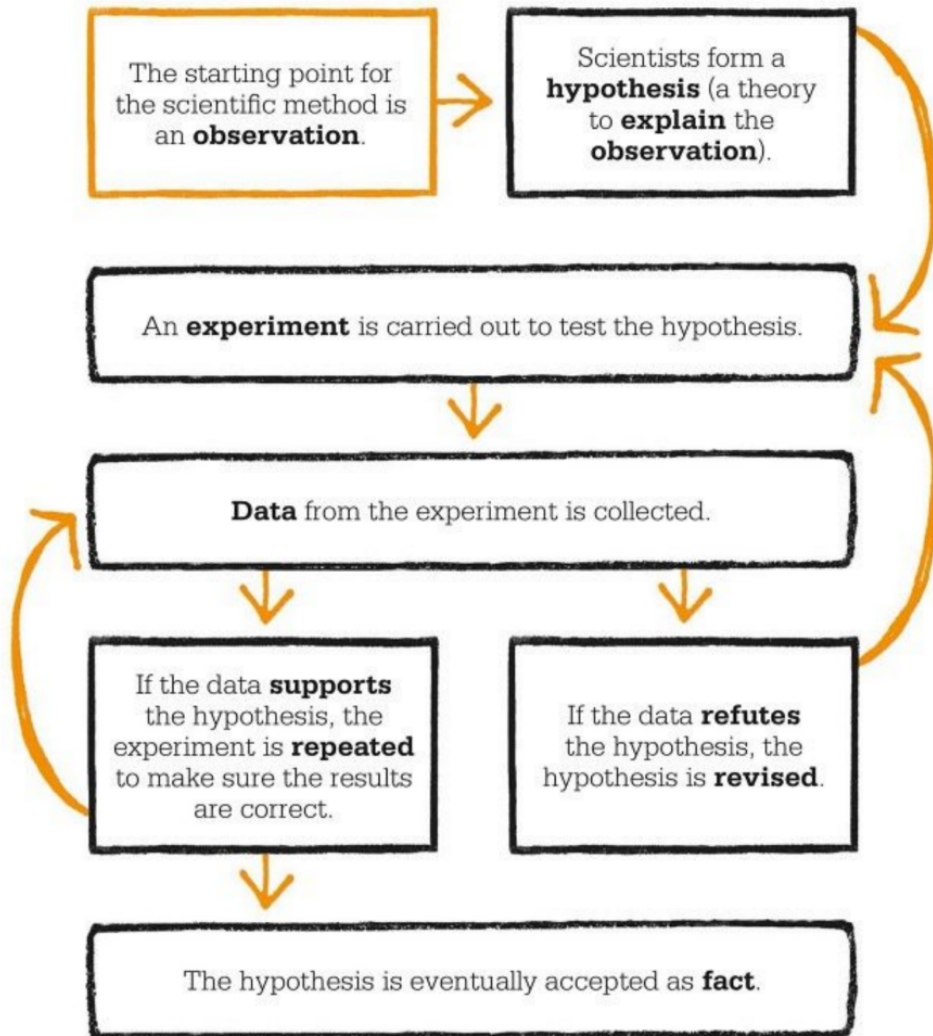 The starting point for
the scientific method is
an observation.
Scientists form a
hypothesis (a theory
to explain the
observation).
An experiment is carried out to test the hypothesis.
Data from the experiment is collected.
If the data supports
the hypothesis, the
experiment is repeated
to make sure the results
are correct.
If the data refutes
the hypothesis, the
hypothesis is revised.
The hypothesis is eventually accepted as fact.